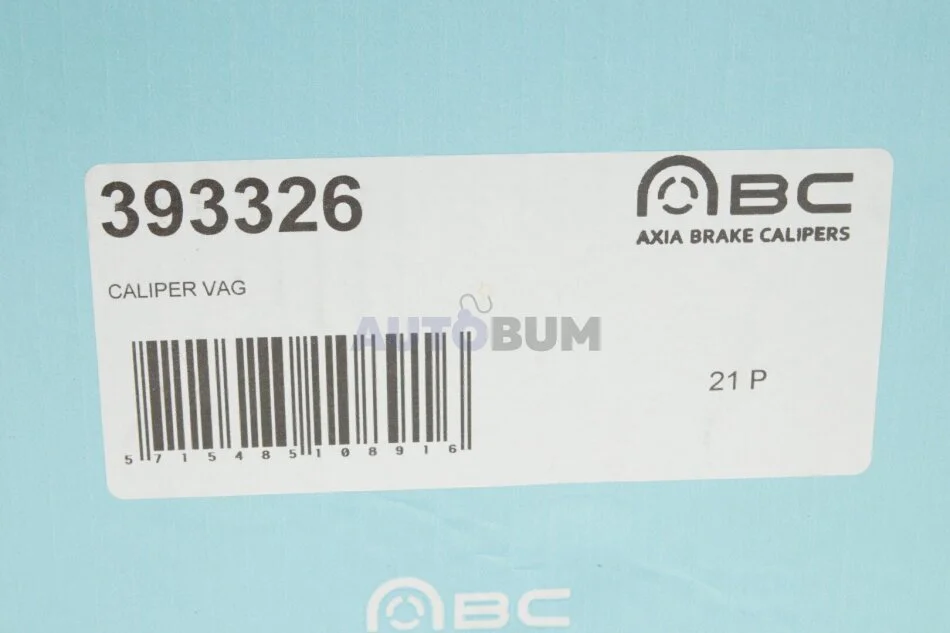 393326
ABC
AXIA BRAKE CALIPERS
CALIPER VAG
AUTOBUM
21 P
5 715485 108916
ABC